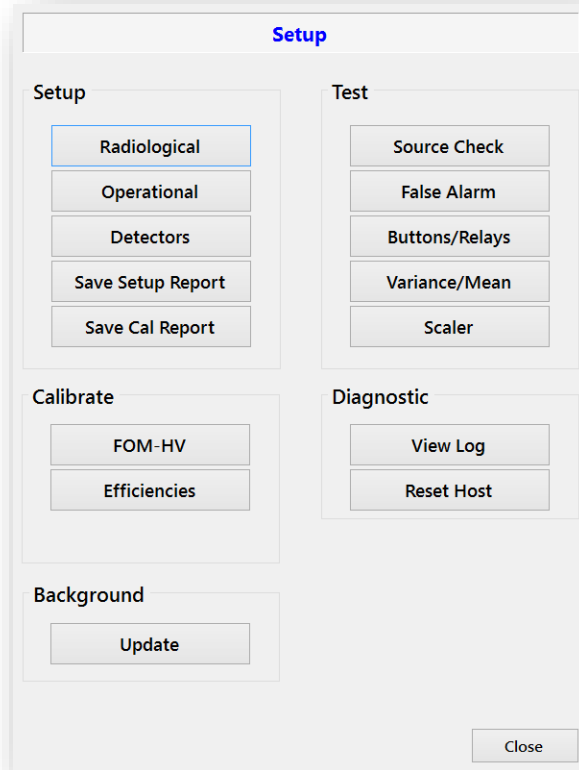 Setup
Setup
Radiological
Operational
Detectors
Save Setup Report
Save Cal Report
Test
Source Check
False Alarm
Buttons/Relays
Variance/Mean
Scaler
Calibrate
FOM-HV
Efficiencies
Diagnostic
View Log
Reset Host
Background
Update
Close